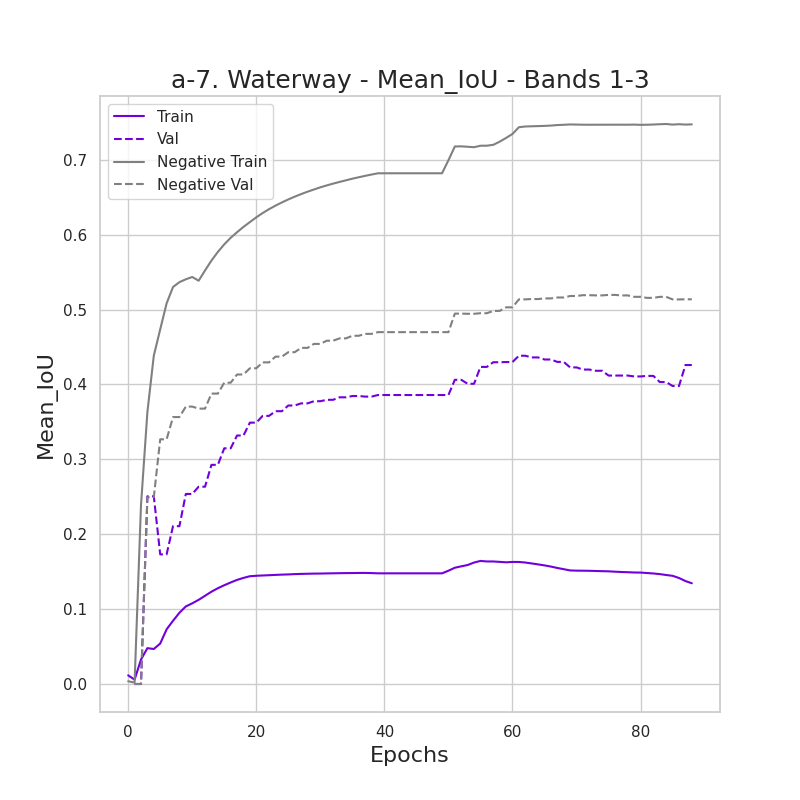 a-7. Waterway - Mean_IoU - Bands 1-3
Train
Val
Negative Train
Negative Val
Mean_IoU
0.7
0.6
0.5
0.4
0.3
0.2
0.1
0.0
0 20 40 60 80
Epochs